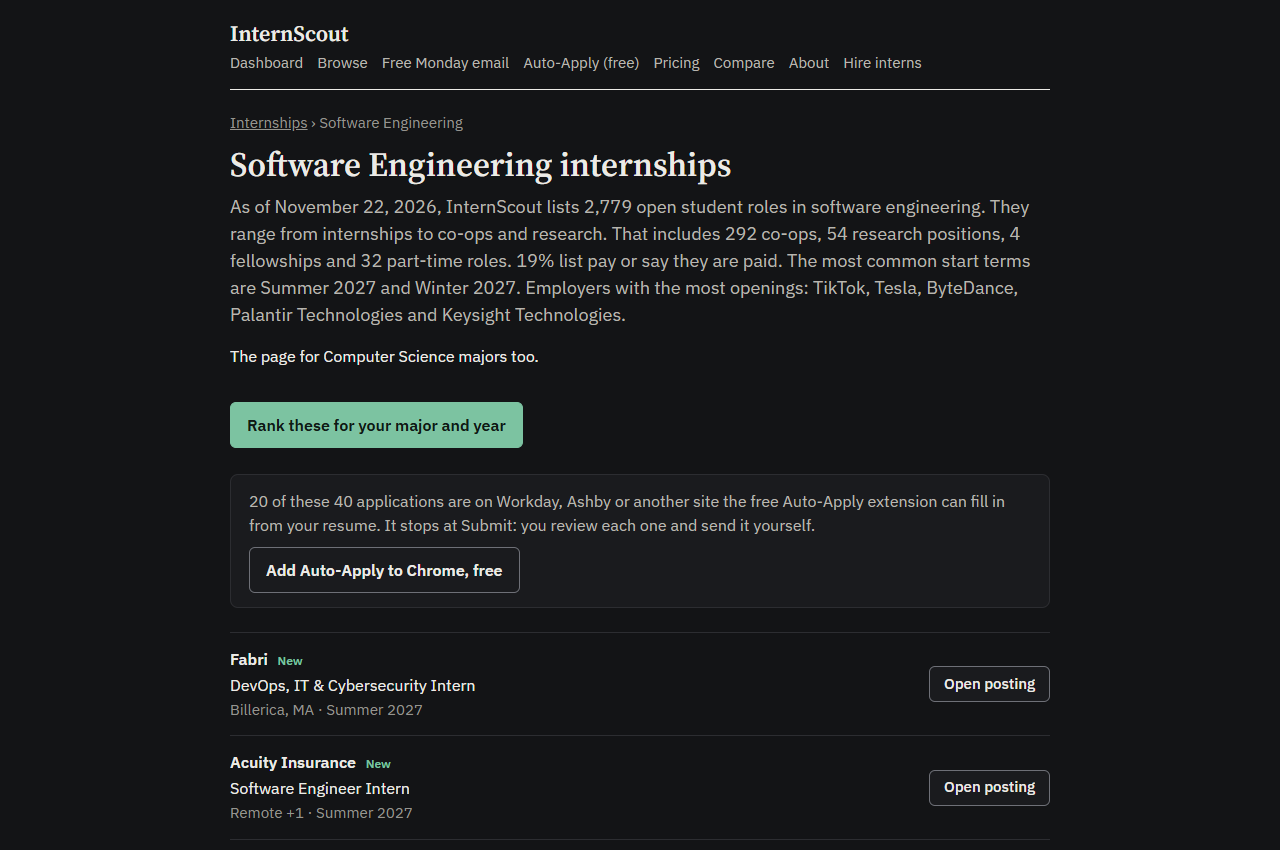 InternScout
Dashboard Browse Free Monday email Auto-Apply (free) Pricing Compare About Hire interns
Internships › Software Engineering
Software Engineering internships
As of November 22, 2026, InternScout lists 2,779 open student roles in software engineering. They
range from internships to co-ops and research. That includes 292 co-ops, 54 research positions, 4
fellowships and 32 part-time roles. 19% list pay or say they are paid. The most common start terms
are Summer 2027 and Winter 2027. Employers with the most openings: TikTok, Tesla, ByteDance,
Palantir Technologies and Keysight Technologies.
The page for Computer Science majors too.
Rank these for your major and year
20 of these 40 applications are on Workday, Ashby or another site the free Auto-Apply extension can fill in
from your resume. It stops at Submit: you review each one and send it yourself.
Add Auto-Apply to Chrome, free
Fabri New
DevOps, IT & Cybersecurity Intern
Billerica, MA · Summer 2027
Open posting
Acuity Insurance New
Software Engineer Intern
Remote +1 · Summer 2027
Open posting